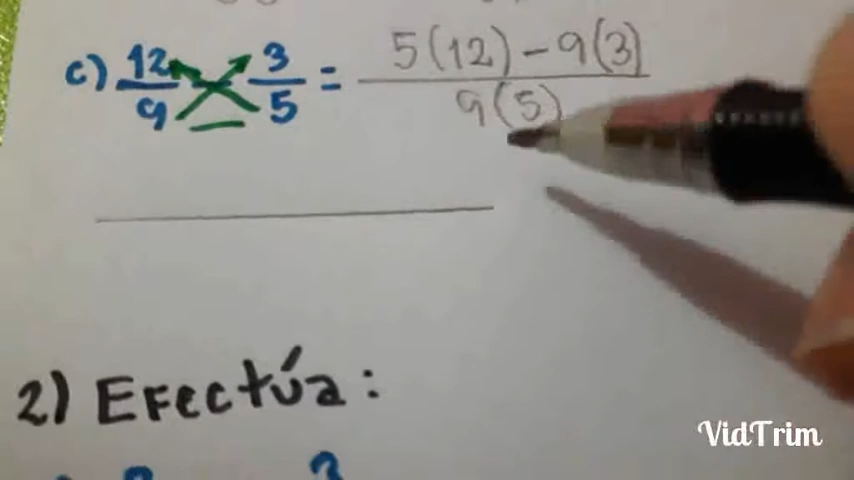 c) 12/9 - 3/5 = 5(12) - 9(3) / 9(5)
2) Efectúa:
VidTrim